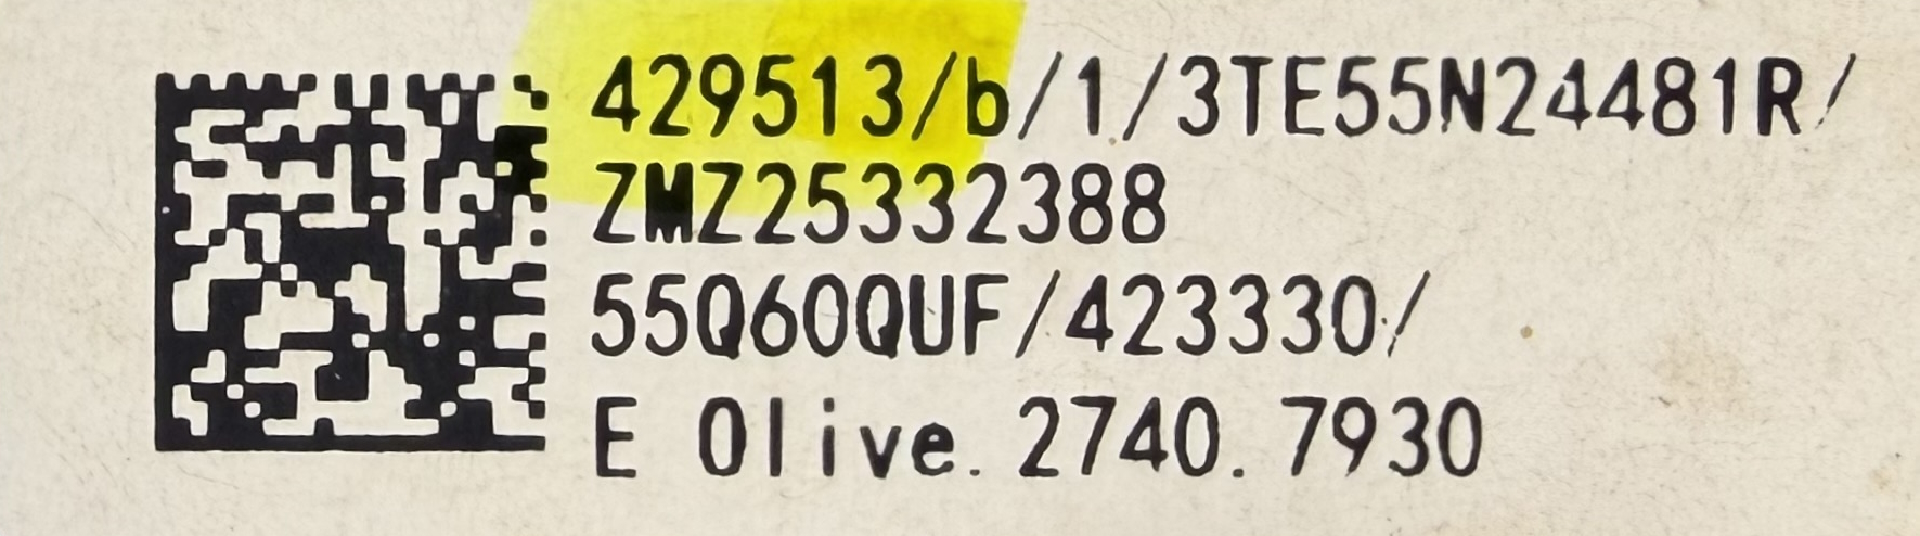 429513/b/1/3TE55N24481R/
ZMZ25332388
55Q60QUF/423330/
E Olive. 2740. 7930